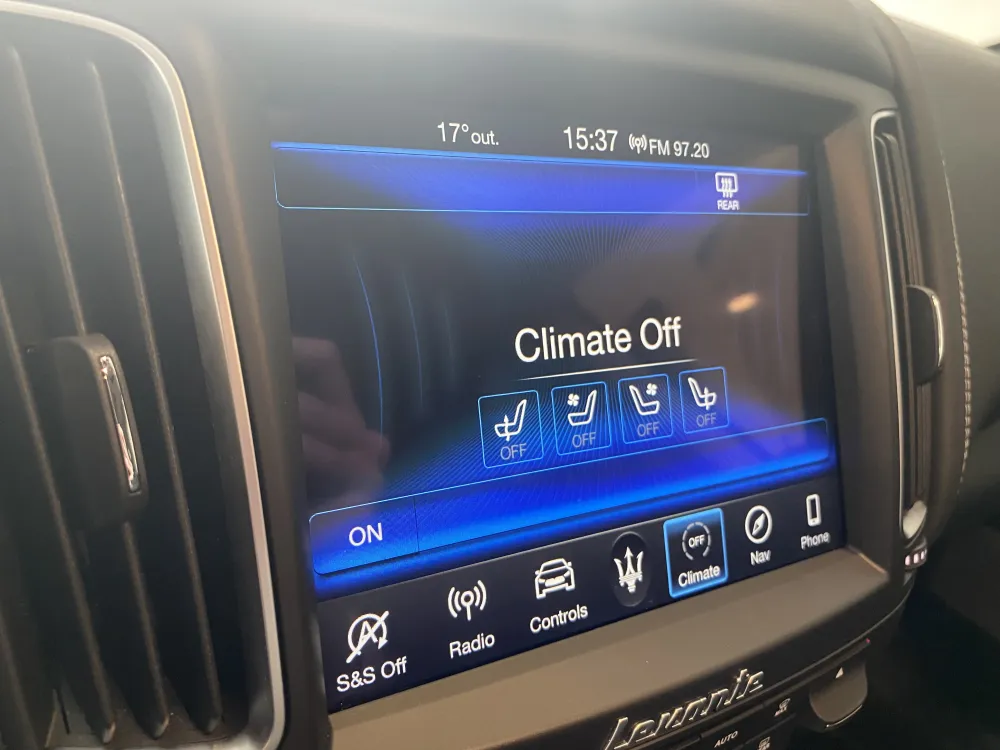 17° out. 15:37 FM 97.20
REAR
Climate Off
OFF OFF OFF OFF
ON
S&S Off Radio Controls OFF Climate Nav Phone
Levante
AUTO